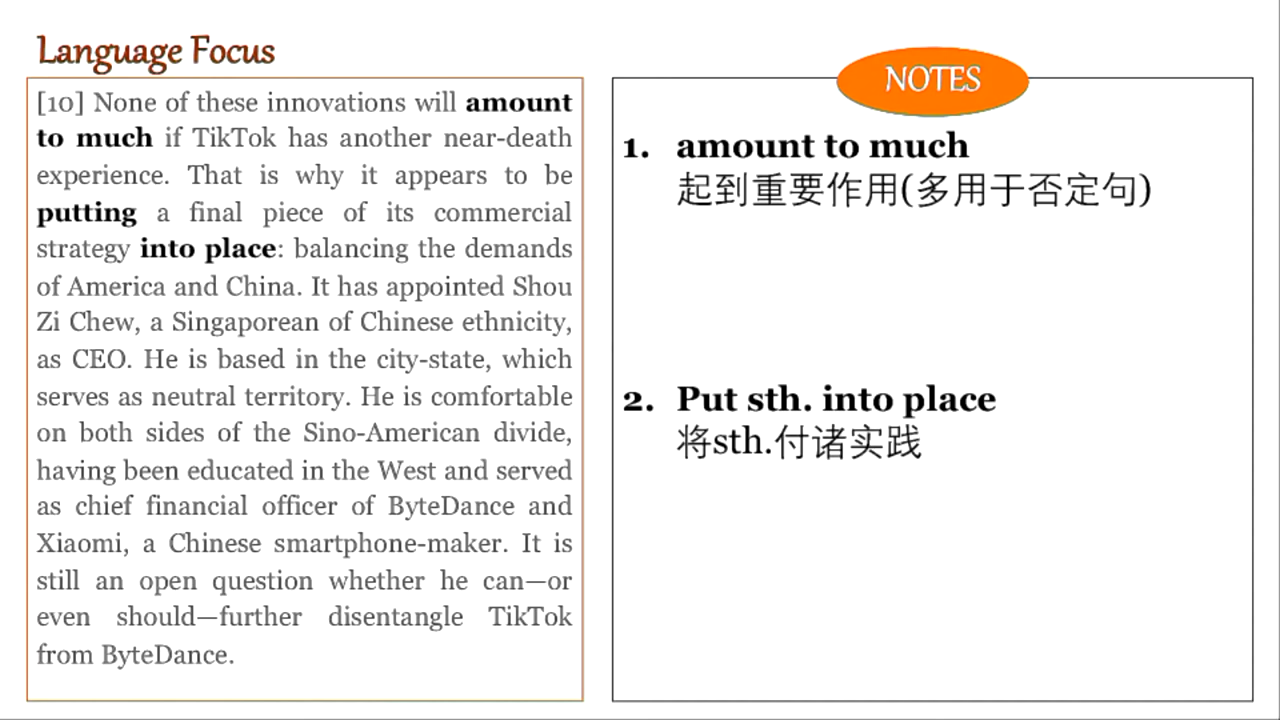 Language Focus
[10] None of these innovations will amount
to much if TikTok has another near-death
experience. That is why it appears to be
putting a final piece of its commercial
strategy into place: balancing the demands
of America and China. It has appointed Shou
Zi Chew, a Singaporean of Chinese ethnicity,
as CEO. He is based in the city-state, which
serves as neutral territory. He is comfortable
on both sides of the Sino-American divide,
having been educated in the West and served
as chief financial officer of ByteDance and
Xiaomi, a Chinese smartphone-maker. It is
still an open question whether he can—or
even should—further disentangle TikTok
from ByteDance.
NOTES
1. amount to much
起到重要作用(多用于否定句)
2. Put sth. into place
将sth.付诸实践